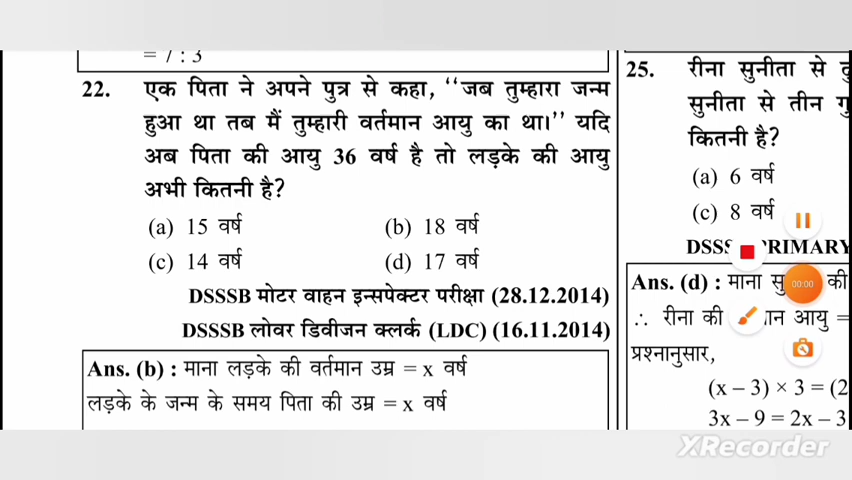 = 7 : 3
22. एक पिता ने अपने पुत्र से कहा, ‘‘जब तुम्हारा जन्म
हुआ था तब मैं तुम्हारी वर्तमान आयु का था।’’ यदि
अब पिता की आयु 36 वर्ष है तो लड़के की आयु
अभी कितनी है?
(a) 15 वर्ष (b) 18 वर्ष
(c) 14 वर्ष (d) 17 वर्ष
DSSSB मोटर वाहन इन्सपेक्टर परीक्षा (28.12.2014)
DSSSB लोवर डिवीजन क्लर्क (LDC) (16.11.2014)
Ans. (b) : माना लड़के की वर्तमान उम्र = x वर्ष
लड़के के जन्म के समय पिता की उम्र = x वर्ष
25. रीना सुनीता से
सुनीता से तीन
कितनी है?
(a) 6 वर्ष
(c) 8 वर्ष
Ans. (d) : माना की
∴ रीना की आयु =
प्रश्नानुसार,
(x – 3) × 3 = (2
3x – 9 = 2x – 3
00:00
XRecorder